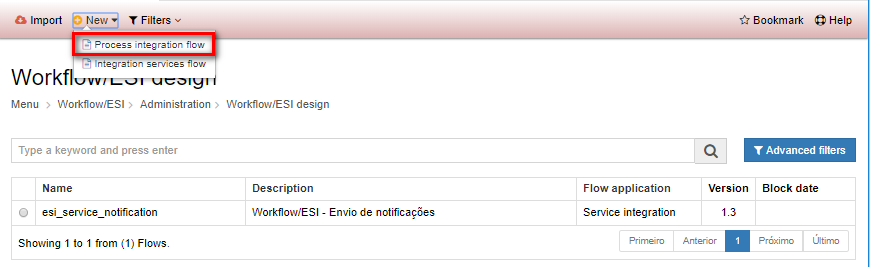 Import New Filters Bookmark Help
Process integration flow
Integration services flow
Workflow/ESI design
Menu > Workflow/ESI > Administration > Workflow/ESI design
Type a keyword and press enter Advanced filters
Name Description Flow application Version Block date
esi_service_notification Workflow/ESI - Envio de notificações Service integration 1.3
Showing 1 to 1 from (1) Flows. Primeiro Anterior 1 Próximo Último